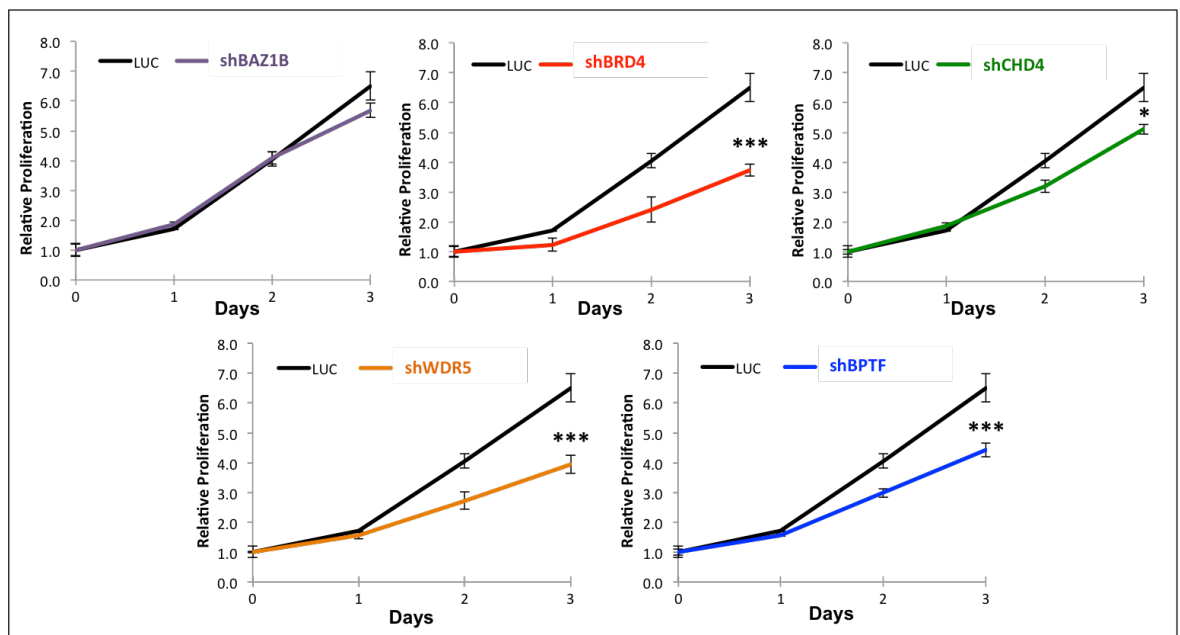 LUC shBAZ1B
Relative Proliferation
8.0
7.0
6.0
5.0
4.0
3.0
2.0
1.0
0.0
0 1 2 3
Days
LUC shBRD4
Relative Proliferation
8.0
7.0
6.0
5.0
4.0
3.0
2.0
1.0
0.0
***
0 1 2 3
Days
LUC shCHD4
Relative Proliferation
8.0
7.0
6.0
5.0
4.0
3.0
2.0
1.0
0.0
*
0 1 2 3
Days
LUC shWDR5
Relative Proliferation
8.0
7.0
6.0
5.0
4.0
3.0
2.0
1.0
0.0
***
0 1 2 3
Days
LUC shBPTF
Relative Proliferation
8.0
7.0
6.0
5.0
4.0
3.0
2.0
1.0
0.0
***
0 1 2 3
Days